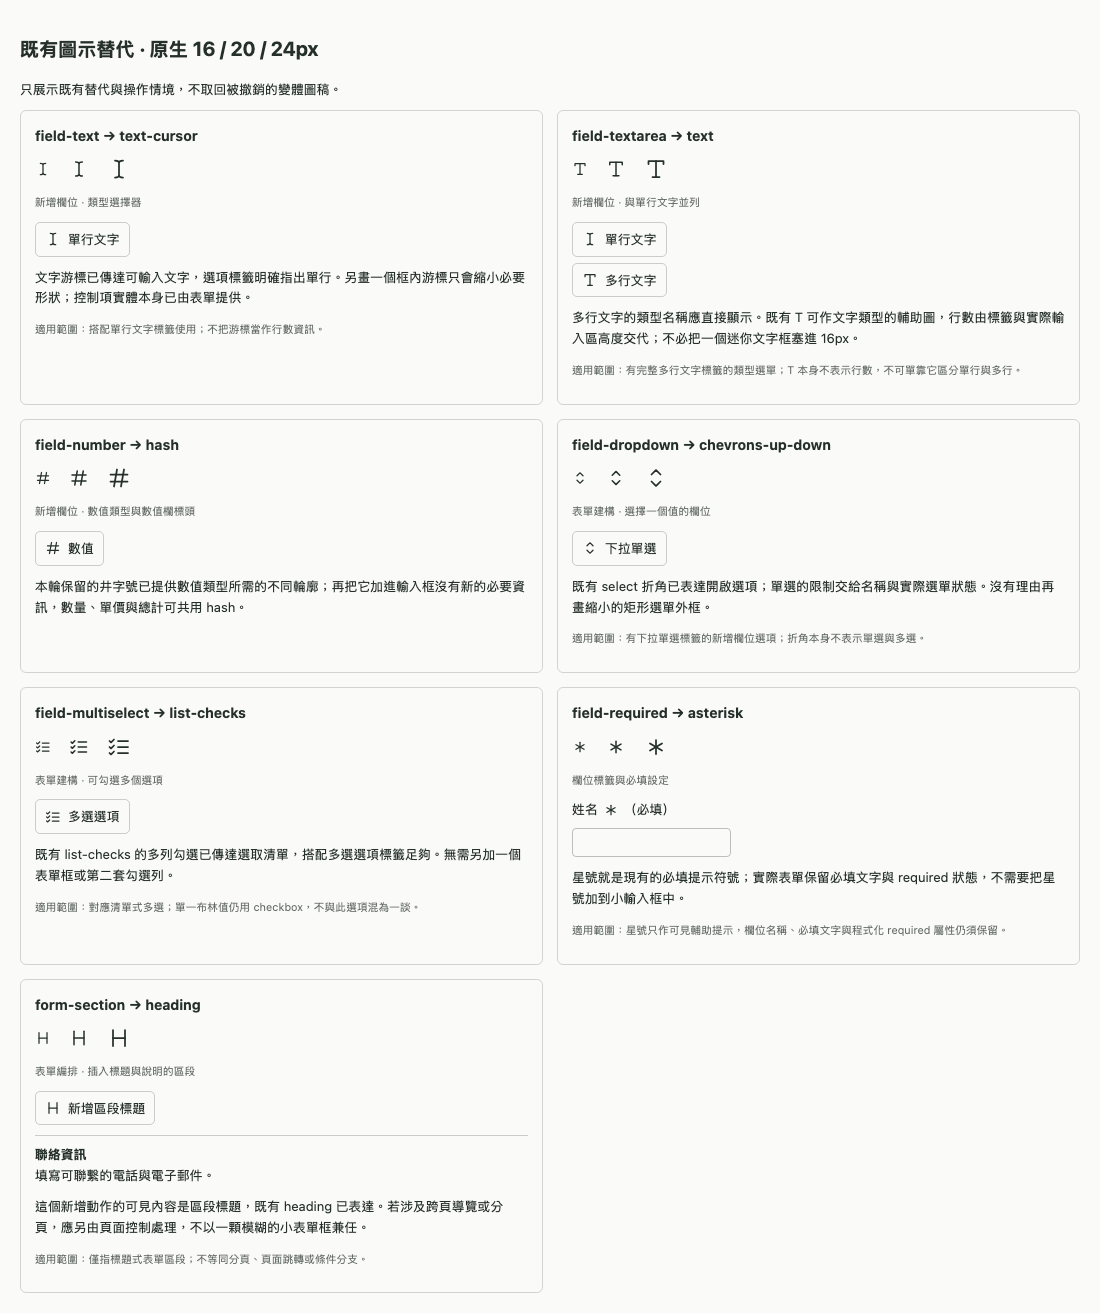 既有圖示替代 · 原生 16 / 20 / 24px
只展示既有替代與操作情境，不取回被撤銷的變體圖稿。
field-text → text-cursor
新增欄位 · 類型選擇器
單行文字
文字游標已傳達可輸入文字，選項標籤明確指出單行。另畫一個框內游標只會縮小必要
形狀；控制項實體本身已由表單提供。
適用範圍：搭配單行文字標籤使用；不把游標當作行數資訊。
field-textarea → text
新增欄位 · 與單行文字並列
單行文字
多行文字
多行文字的類型名稱應直接顯示。既有 T 可作文字類型的輔助圖，行數由標籤與實際輸
入區高度交代；不必把一個迷你文字框塞進 16px。
適用範圍：有完整多行文字標籤的類型選單；T 本身不表示行數，不可單靠它區分單行與多行。
field-number → hash
新增欄位 · 數值類型與數值欄標頭
數值
本輪保留的井字號已提供數值類型所需的不同輪廓；再把它加進輸入框沒有新的必要資
訊，數量、單價與總計可共用 hash。
field-dropdown → chevrons-up-down
表單建構 · 選擇一個值的欄位
下拉單選
既有 select 折角已表達開啟選項；單選的限制交給名稱與實際選單狀態。沒有理由再
畫縮小的矩形選單外框。
適用範圍：有下拉單選標籤的新增欄位選項；折角本身不表示單選與多選。
field-multiselect → list-checks
表單建構 · 可勾選多個選項
多選選項
既有 list-checks 的多列勾選已傳達選取清單，搭配多選選項標籤足夠。無需另加一個
表單框或第二套勾選列。
適用範圍：對應清單式多選；單一布林值仍用 checkbox，不與此選項混為一談。
field-required → asterisk
欄位標籤與必填設定
姓名 * （必填）
星號就是現有的必填提示符號；實際表單保留必填文字與 required 狀態，不需要把星
號加到小輸入框中。
適用範圍：星號只作可見輔助提示，欄位名稱、必填文字與程式化 required 屬性仍須保留。
form-section → heading
表單編排 · 插入標題與說明的區段
新增區段標題
聯絡資訊
填寫可聯繫的電話與電子郵件。
這個新增動作的可見內容是區段標題，既有 heading 已表達。若涉及跨頁導覽或分
頁，應另由頁面控制處理，不以一顆模糊的小表單框兼任。
適用範圍：僅指標題式表單區段；不等同分頁、頁面跳轉或條件分支。